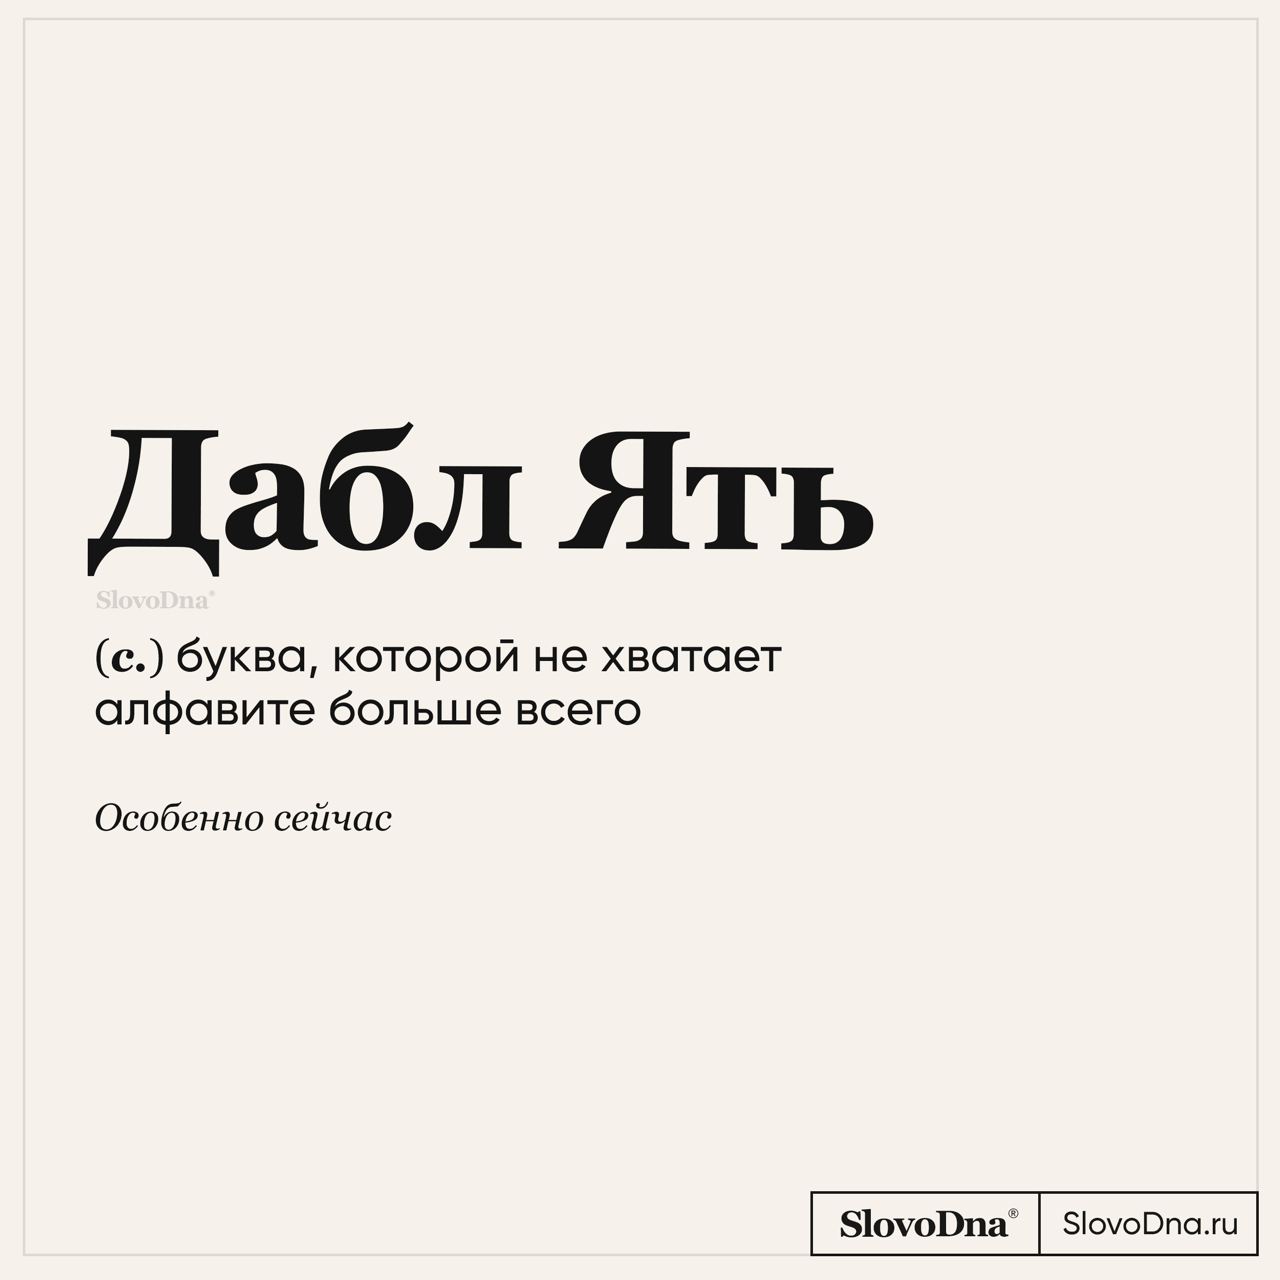 Дабл Ять
SlovoDna®
(с.) буква, которой не хватает
алфавите больше всего
Особенно сейчас
SlovoDna® SlovoDna.ru